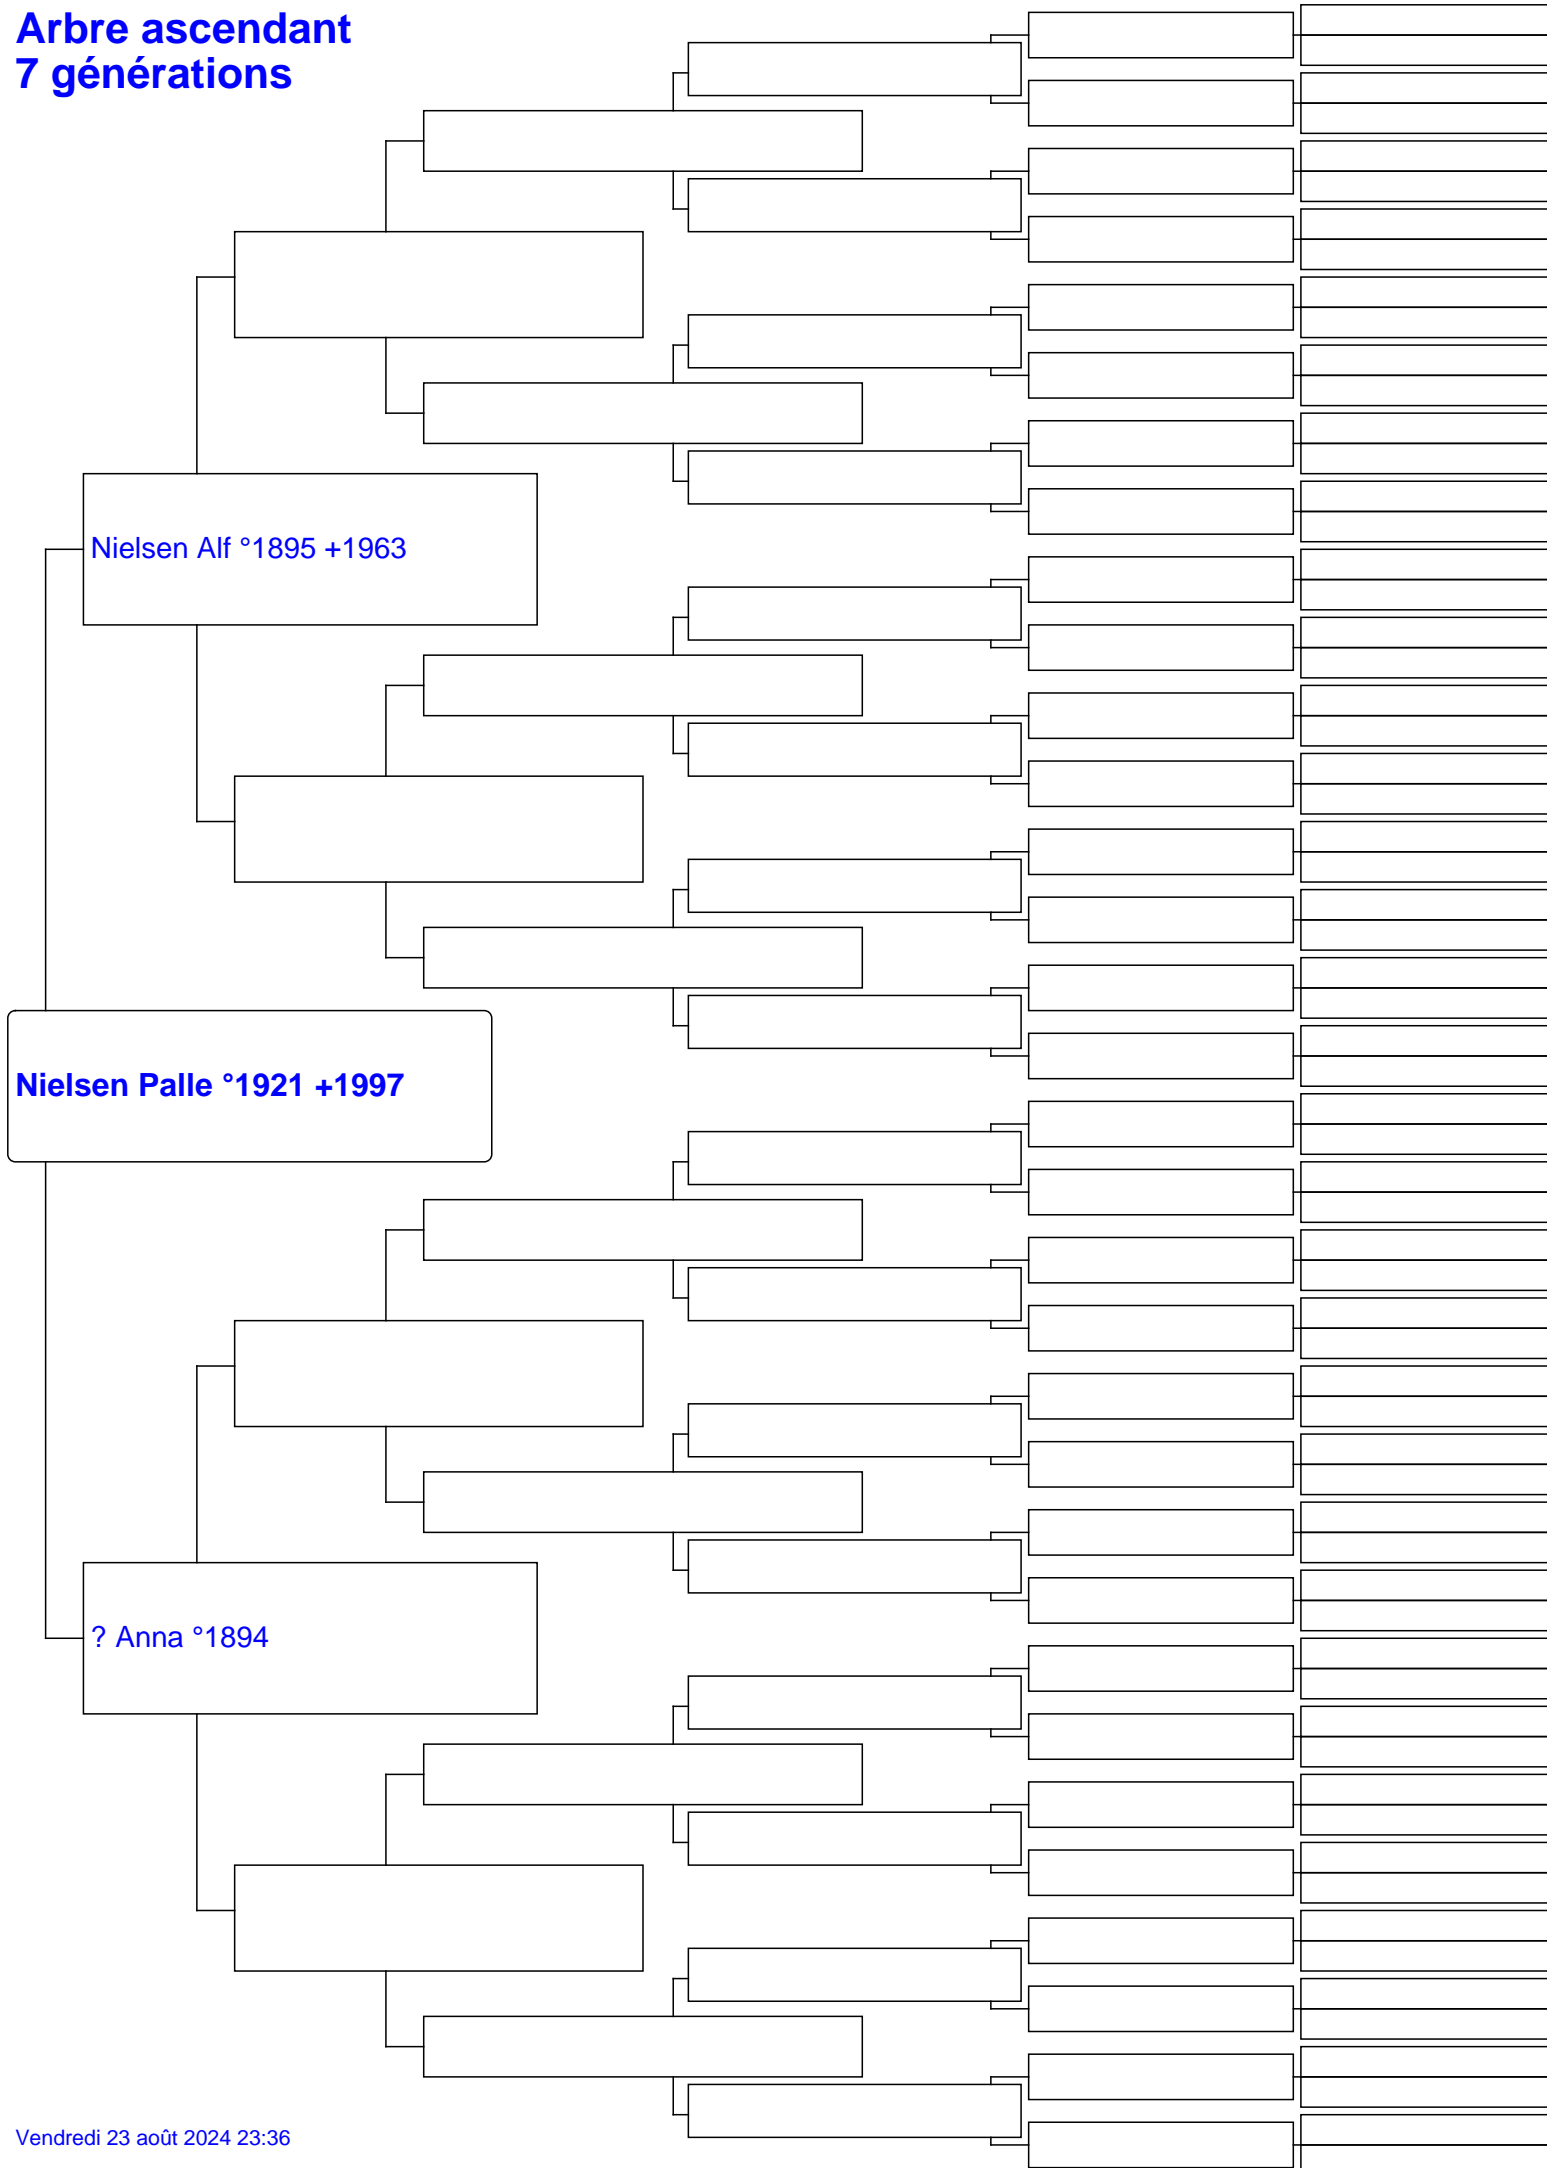 Arbre ascendant
7 générations
Nielsen Alf °1895 +1963
Nielsen Palle °1921 +1997
? Anna °1894
Vendredi 23 août 2024 23:36